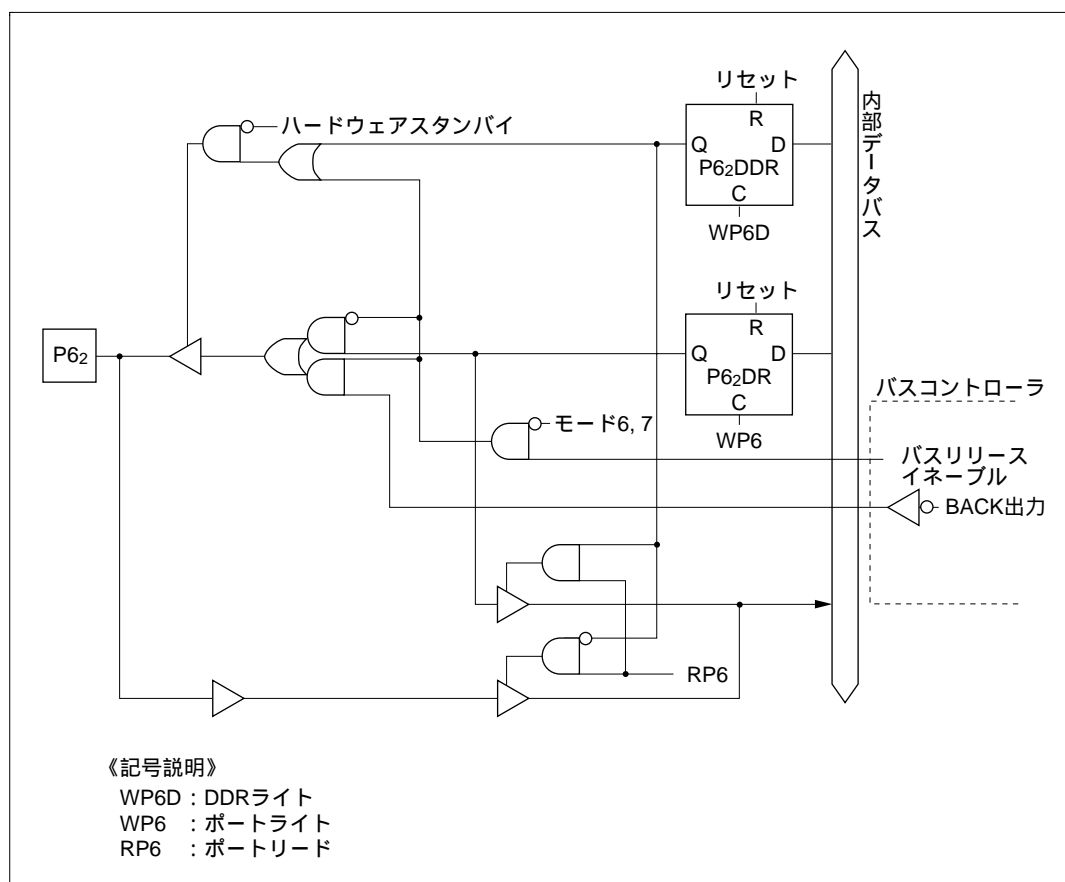 リセット
ハードウェアスタンバイ
R
Q D
P6₂DDR
C
WP6D
内部データバス
リセット
R
Q D
P6₂DR
C
WP6
P6₂
モード6, 7
バスコントローラ
バスリリース
イネーブル
BACK出力
RP6
《記号説明》
WP6D : DDRライト
WP6 : ポートライト
RP6 : ポートリード